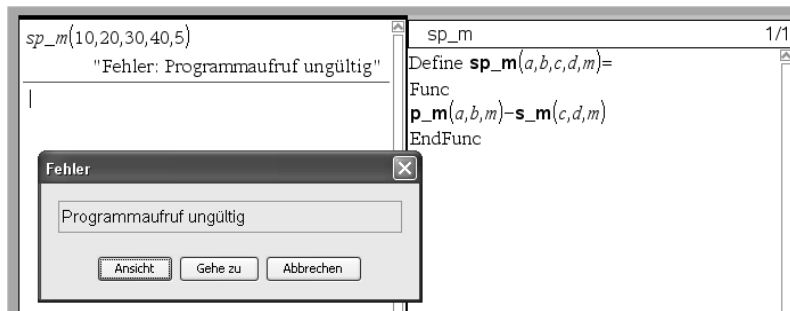 sp_m(10,20,30,40,5)
"Fehler: Programmaufruf ungültig"
sp_m 1/1
Define sp_m(a,b,c,d,m)=
Func
p_m(a,b,m)−s_m(c,d,m)
EndFunc
Fehler
Programmaufruf ungültig
Ansicht Gehe zu Abbrechen